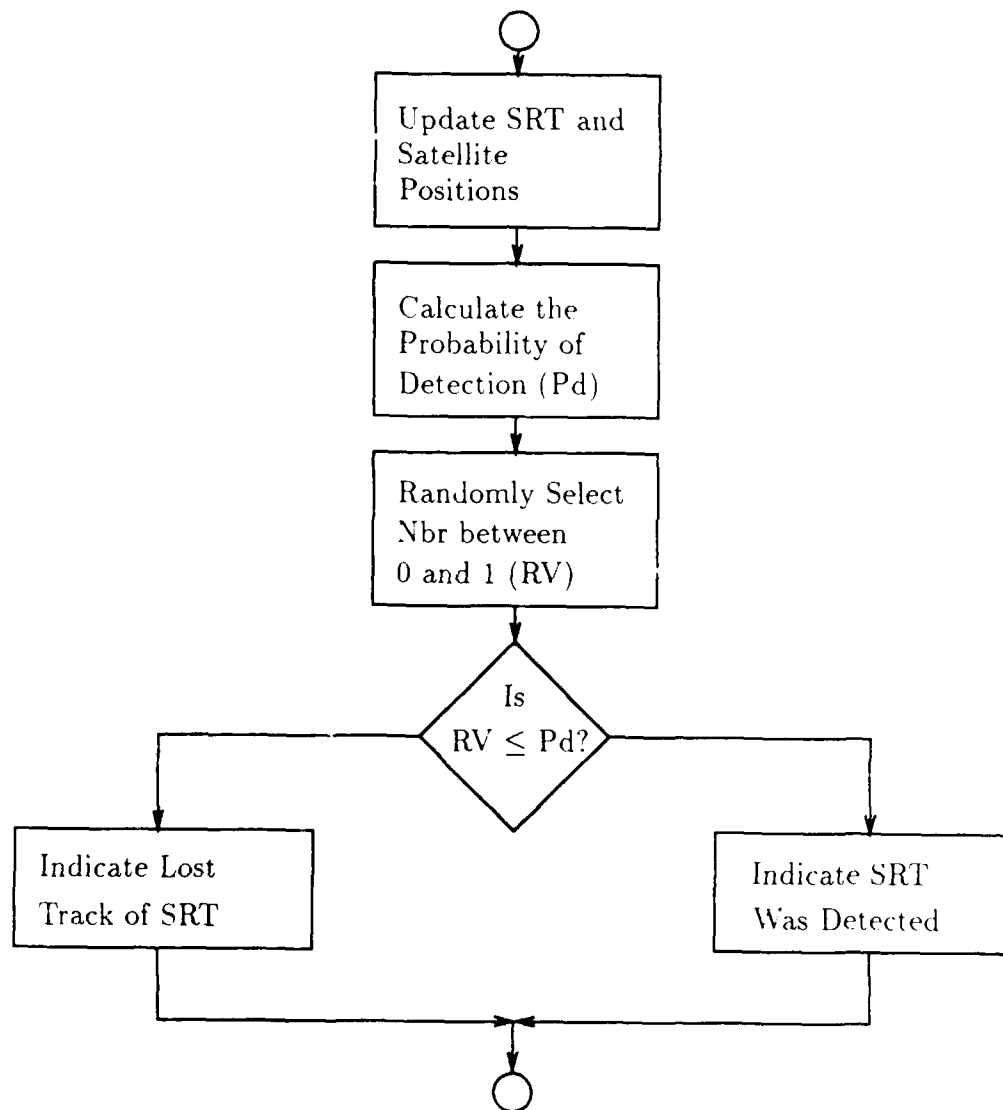 Update SRT and
Satellite
Positions
Calculate the
Probability of
Detection (Pd)
Randomly Select
Nbr between
0 and 1 (RV)
Is
RV ≤ Pd?
Indicate Lost
Track of SRT
Indicate SRT
Was Detected